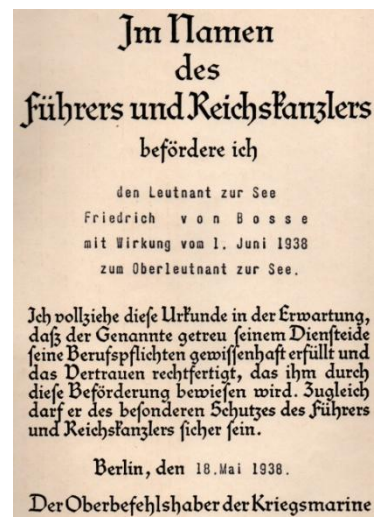 Im Namen
des
Führers und Reichskanzlers
befördere ich
den Leutnant zur See
Friedrich von Bosse
mit Wirkung vom 1. Juni 1938
zum Oberleutnant zur See.
Ich vollziehe diese Urkunde in der Erwartung,
daß der Genannte getreu seinem Diensteide
seine Berufspflichten gewissenhaft erfüllt und
das Vertrauen rechtfertigt, das ihm durch
diese Beförderung bewiesen wird. Zugleich
darf er des besonderen Schutzes des Führers
und Reichskanzlers sicher sein.
Berlin, den 18.Mai 1938.
Der Oberbefehlshaber der Kriegsmarine